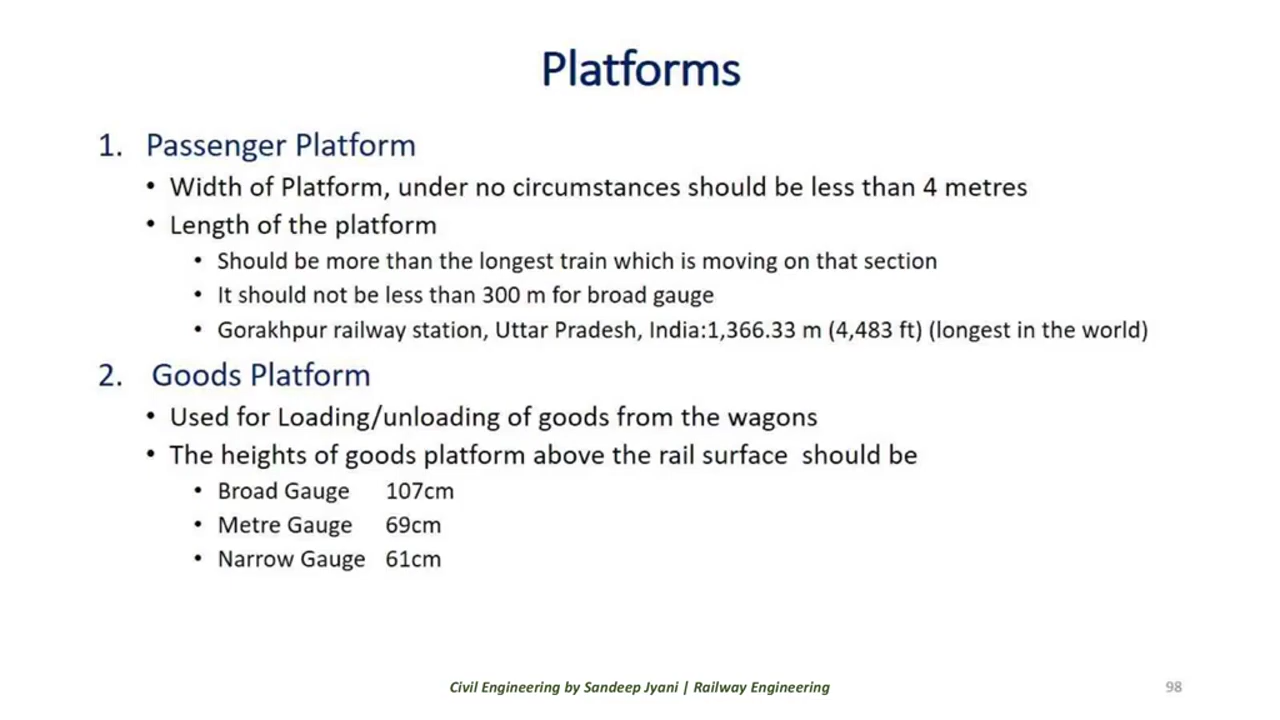 Platforms
1. Passenger Platform
• Width of Platform, under no circumstances should be less than 4 metres
• Length of the platform
• Should be more than the longest train which is moving on that section
• It should not be less than 300 m for broad gauge
• Gorakhpur railway station, Uttar Pradesh, India:1,366.33 m (4,483 ft) (longest in the world)
2. Goods Platform
• Used for Loading/unloading of goods from the wagons
• The heights of goods platform above the rail surface should be
• Broad Gauge 107cm
• Metre Gauge 69cm
• Narrow Gauge 61cm
Civil Engineering by Sandeep Jyani | Railway Engineering
98